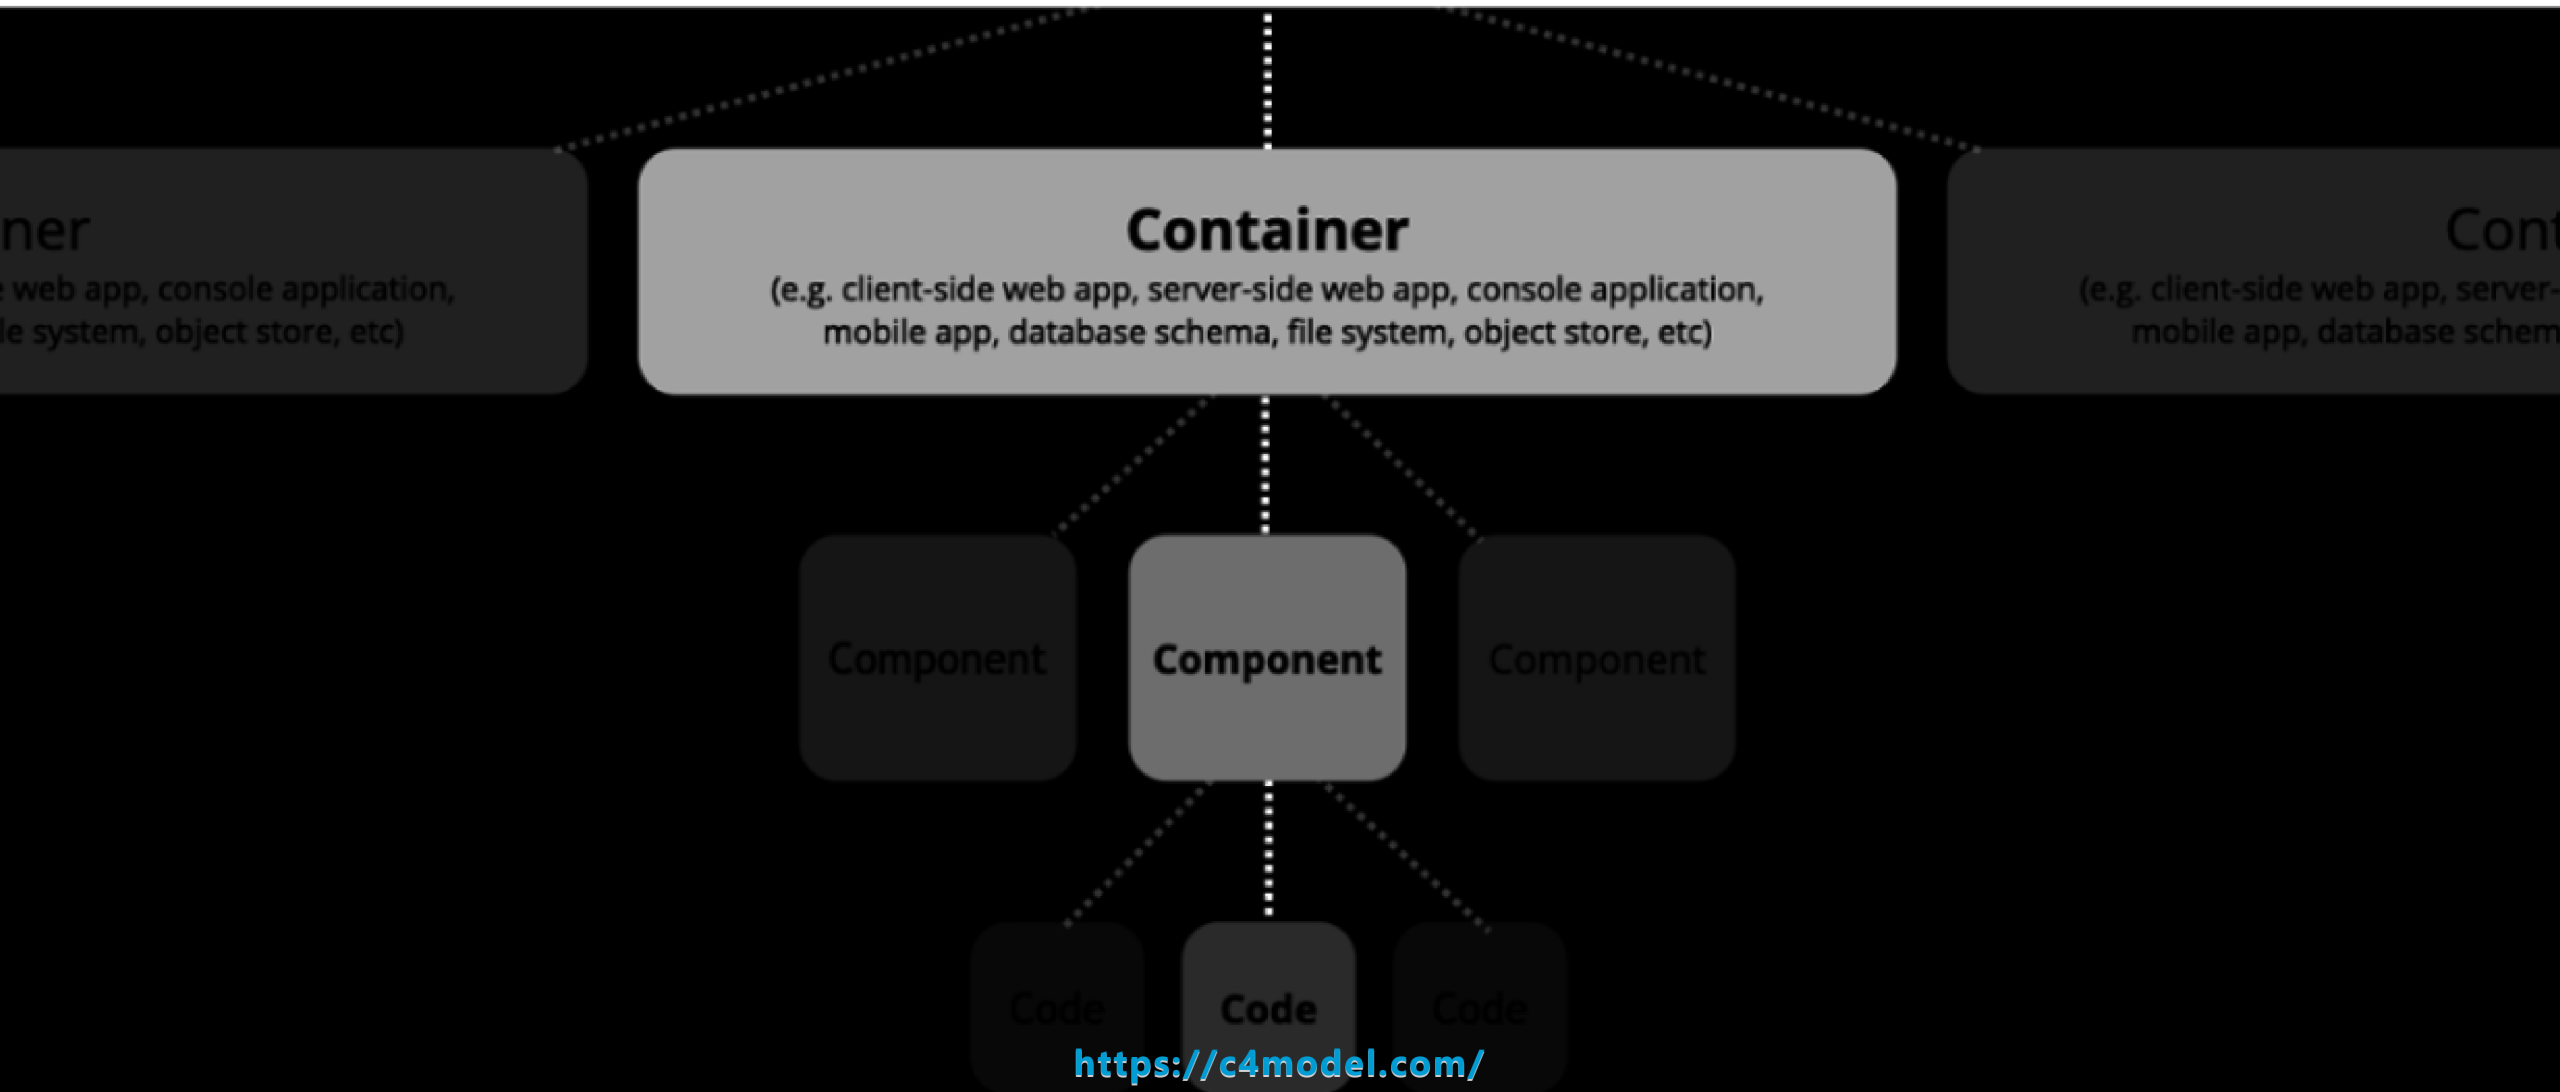 ner
Container
Cont
web app, console application,
(e.g. client-side web app, server-side web app, console application,
(e.g. client-side web app, server-
le system, object store, etc)
mobile app, database schema, file system, object store, etc)
mobile app, database schem
Component
Component
Component
Code
Code
Code
https://c4model.com/